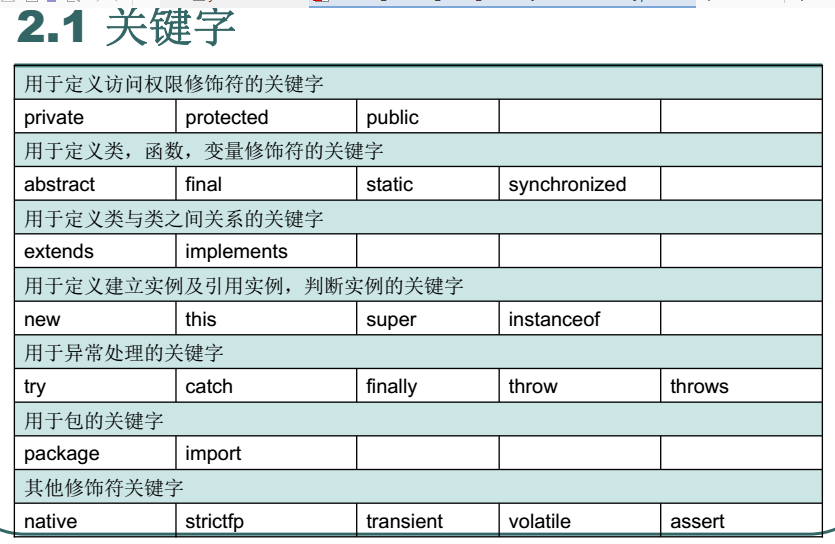 2.1 关键字
用于定义访问权限修饰符的关键字
private protected public
用于定义类，函数，变量修饰符的关键字
abstract final static synchronized
用于定义类与类之间关系的关键字
extends implements
用于定义建立实例及引用实例，判断实例的关键字
new this super instanceof
用于异常处理的关键字
try catch finally throw throws
用于包的关键字
package import
其他修饰符关键字
native strictfp transient volatile assert